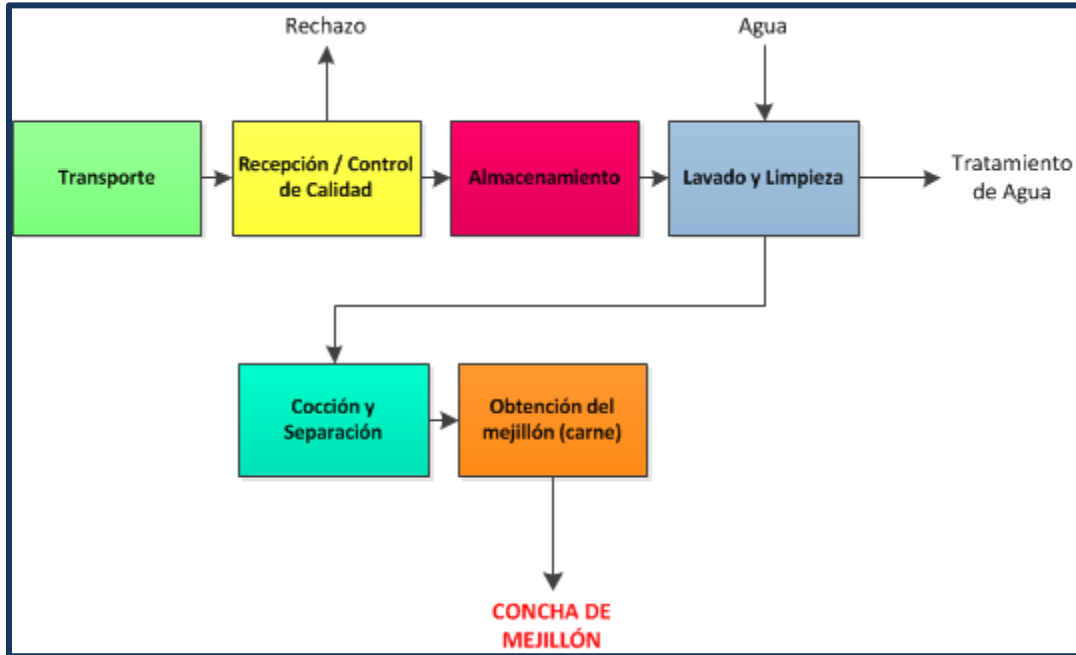 Rechazo
Agua
Transporte
Recepción / Control
de Calidad
Almacenamiento
Lavado y Limpieza
Tratamiento
de Agua
Cocción y
Separación
Obtención del
mejillón (carne)
CONCHA DE
MEJILLÓN